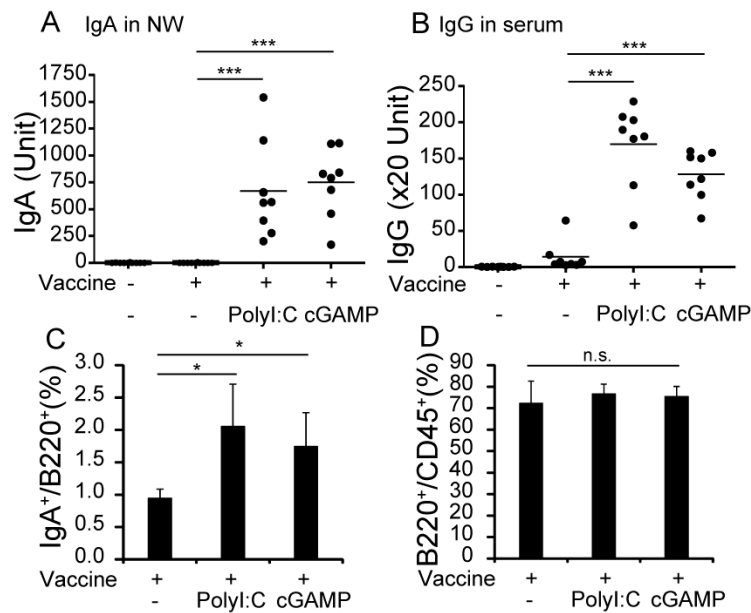 A IgA in NW
***
***
1750
1500
1250
1000
750
500
250
0
IgA (Unit)
Vaccine - + + +
- - PolyI:C cGAMP
B IgG in serum
***
***
250
200
150
100
50
0
IgG (x20 Unit)
Vaccine - + + +
- - PolyI:C cGAMP
C
*
*
3.0
2.5
2.0
1.5
1.0
0.5
0.0
IgA+/B220+(%)
Vaccine + + +
- PolyI:C cGAMP
D
n.s.
90
80
70
60
50
40
30
20
10
0
B220+/CD45+(%)
Vaccine + + +
- PolyI:C cGAMP